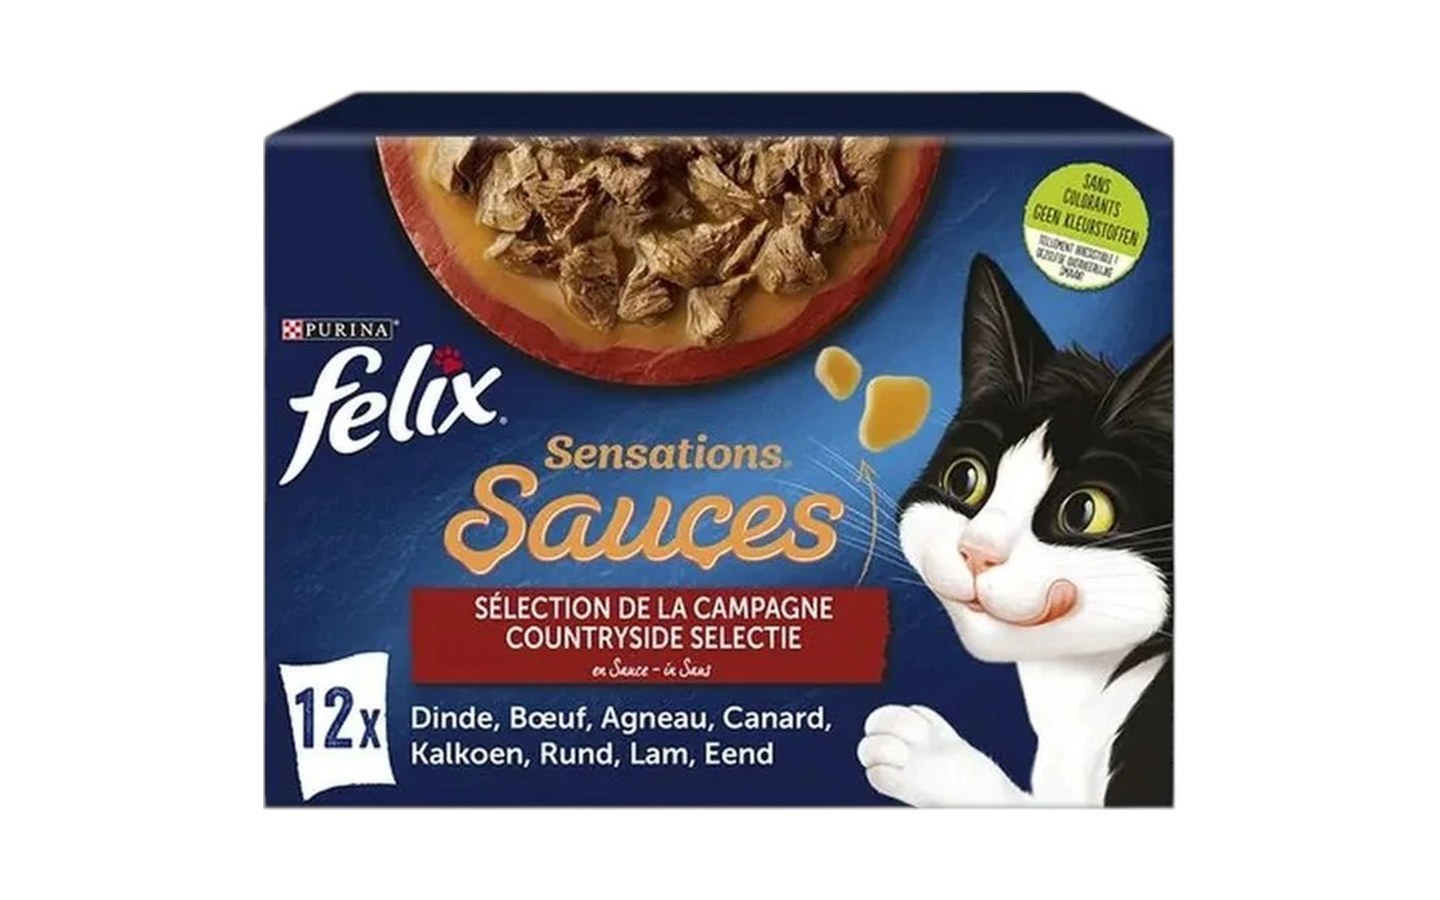 SANS
COLORANTS
GEEN KLEURSTOFFEN
PURINA
felix
Sensations
Sauces
SÉLECTION DE LA CAMPAGNE
COUNTRYSIDE SELECTIE
en Sauce - in Saus
12x
Dinde, Bœuf, Agneau, Canard,
Kalkoen, Rund, Lam, Eend